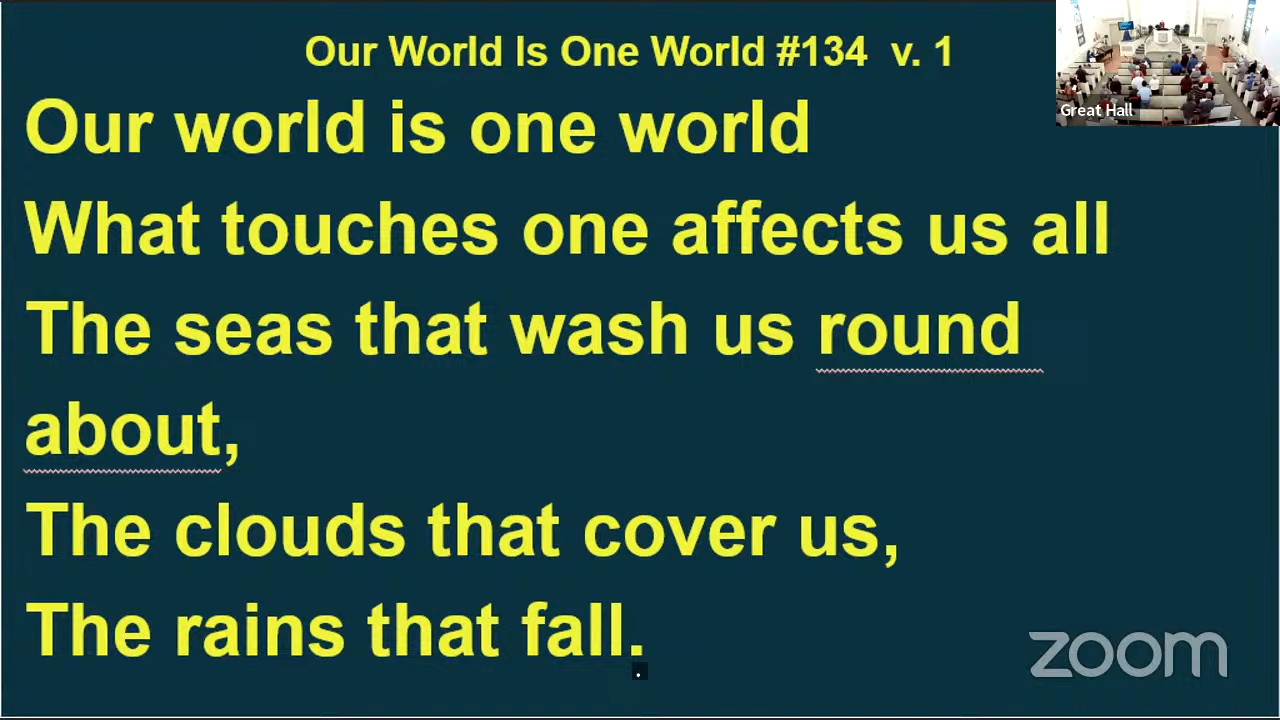 Our World Is One World #134 v. 1
Great Hall
Our world is one world
What touches one affects us all
The seas that wash us round
about,
The clouds that cover us,
The rains that fall.
.
zoom